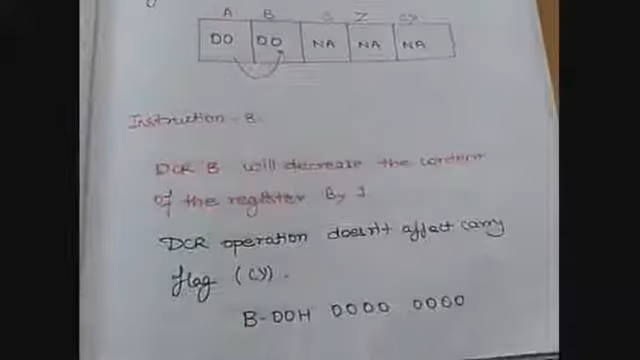 A B S Z CY
00 00 NA NA NA
Instruction - 8.
DCR B will decrease the content
of the register By 1
DCR operation doesn't affect carry
flag (CY).
B-00H 0000 0000